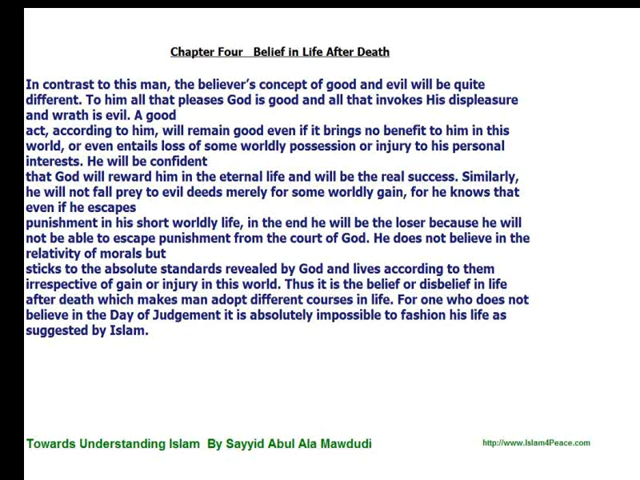 Chapter Four   Belief in Life After Death
In contrast to this man, the believer's concept of good and evil will be quite
different. To him all that pleases God is good and all that invokes His displeasure
and wrath is evil. A good
act, according to him, will remain good even if it brings no benefit to him in this
world, or even entails loss of some worldly possession or injury to his personal
interests. He will be confident
that God will reward him in the eternal life and will be the real success. Similarly,
he will not fall prey to evil deeds merely for some worldly gain, for he knows that
even if he escapes
punishment in his short worldly life, in the end he will be the loser because he will
not be able to escape punishment from the court of God. He does not believe in the
relativity of morals but
sticks to the absolute standards revealed by God and lives according to them
irrespective of gain or injury in this world. Thus it is the belief or disbelief in life
after death which makes man adopt different courses in life. For one who does not
believe in the Day of Judgement it is absolutely impossible to fashion his life as
suggested by Islam.
Towards Understanding Islam  By Sayyid Abul Ala Mawdudi
http://www.Islam4Peace.com